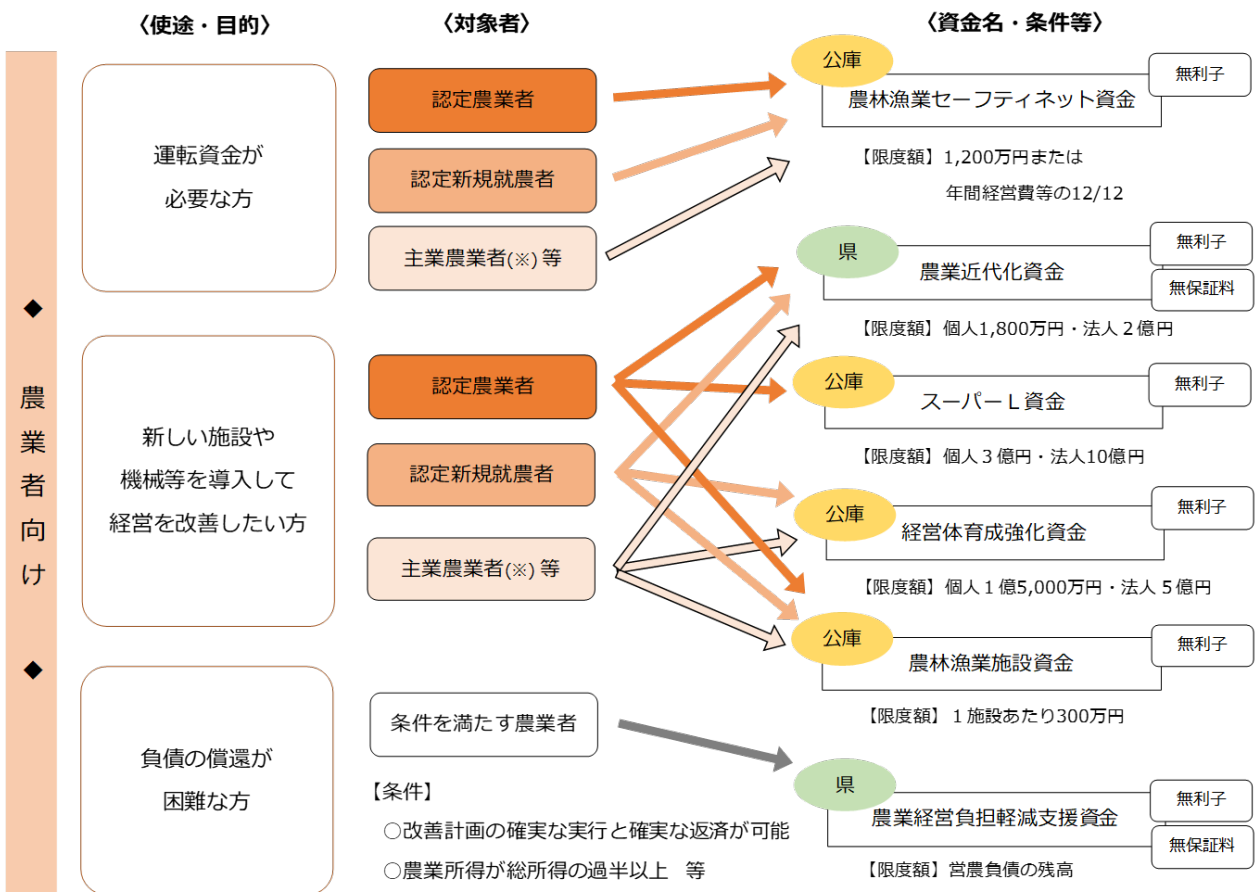 〈使途・目的〉
〈対象者〉
〈資金名・条件等〉
◆
農業者向け
◆
運転資金が
必要な方
認定農業者
認定新規就農者
主業農業者(※) 等
公庫
農林漁業セーフティネット資金
無利子
【限度額】1,200万円または
年間経営費等の12/12
新しい施設や
機械等を導入して
経営を改善したい方
認定農業者
認定新規就農者
主業農業者(※) 等
県
農業近代化資金
無利子
無保証料
【限度額】個人1,800万円・法人２億円
公庫
スーパーＬ資金
無利子
【限度額】個人３億円・法人10億円
公庫
経営体育成強化資金
無利子
【限度額】個人１億5,000万円・法人５億円
公庫
農林漁業施設資金
無利子
【限度額】１施設あたり300万円
負債の償還が
困難な方
条件を満たす農業者
【条件】
○改善計画の確実な実行と確実な返済が可能
○農業所得が総所得の過半以上　等
県
農業経営負担軽減支援資金
無利子
無保証料
【限度額】営農負債の残高